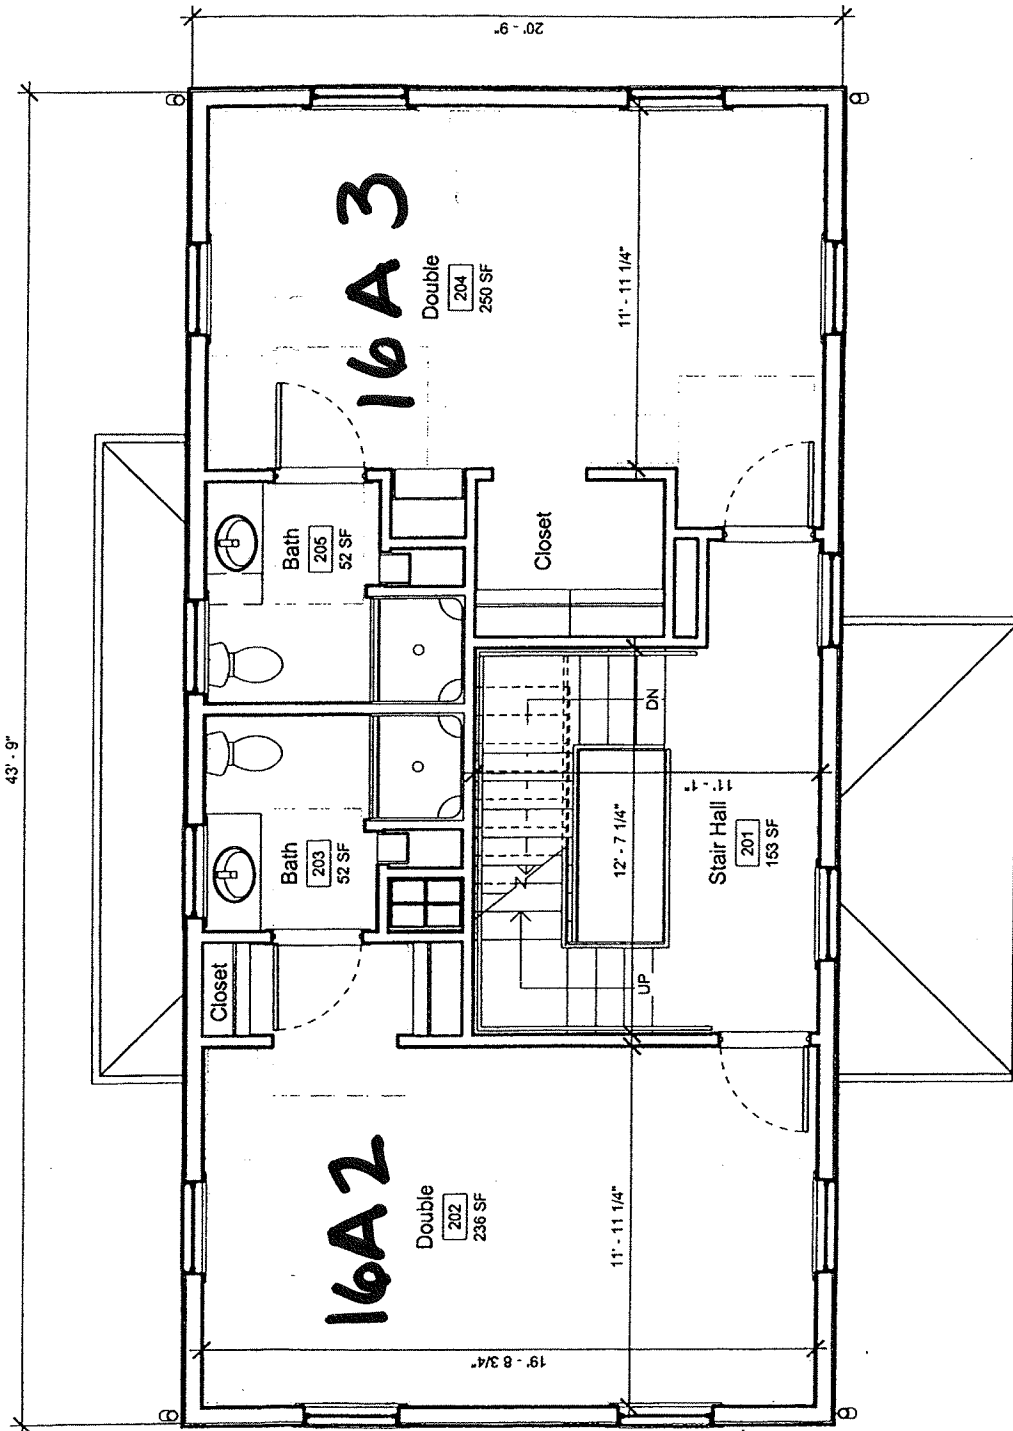 43' - 9"
20' - 9"
Closet
Bath
203
52 SF
Bath
205
52 SF
16A2
Double
202
236 SF
16 A 3
Double
204
250 SF
Closet
19' - 8 3/4"
11' - 11 1/4"
12' - 7 1/4"
11' - 11 1/4"
UP
DN
11' - 1"
Stair Hall
201
153 SF